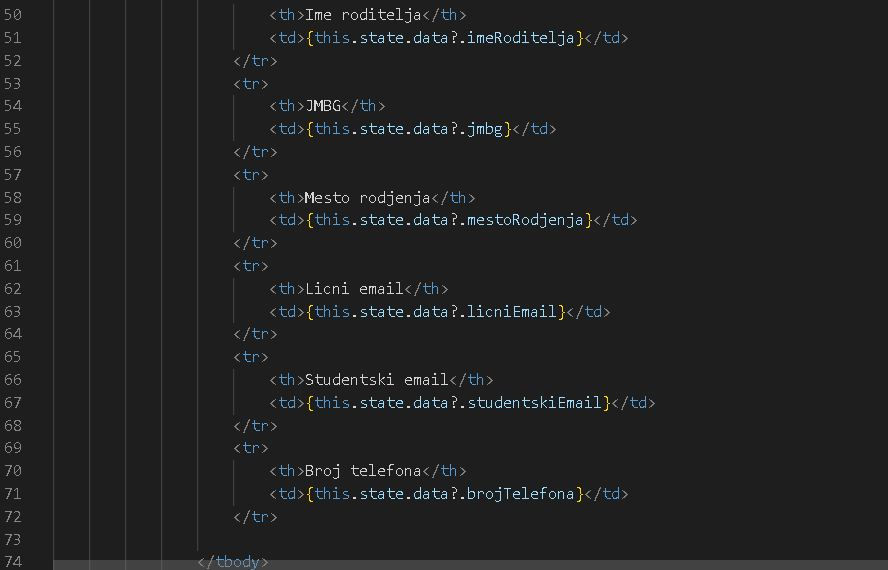 50 <th>Ime roditelja</th>
51 <td>{this.state.data?.imeRoditelja}</td>
52 </tr>
53 <tr>
54 <th>JMBG</th>
55 <td>{this.state.data?.jmbg}</td>
56 </tr>
57 <tr>
58 <th>Mesto rodjenja</th>
59 <td>{this.state.data?.mestoRodjenja}</td>
60 </tr>
61 <tr>
62 <th>Licni email</th>
63 <td>{this.state.data?.licniEmail}</td>
64 </tr>
65 <tr>
66 <th>Studentski email</th>
67 <td>{this.state.data?.studentskiEmail}</td>
68 </tr>
69 <tr>
70 <th>Broj telefona</th>
71 <td>{this.state.data?.brojTelefona}</td>
72 </tr>
73
74 </tbody>